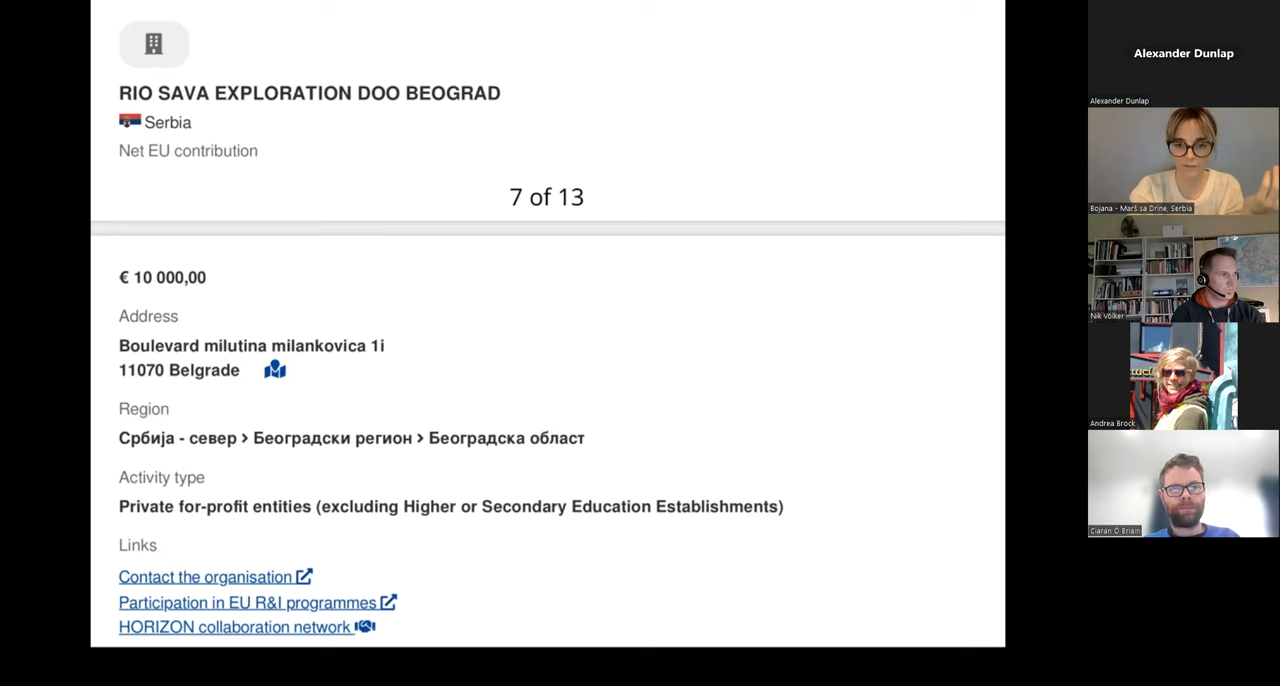 RIO SAVA EXPLORATION DOO BEOGRAD
Serbia
Net EU contribution
7 of 13
€ 10 000,00
Address
Boulevard milutina milankovica 1i
11070 Belgrade
Region
Србија - север > Београдски регион > Београдска област
Activity type
Private for-profit entities (excluding Higher or Secondary Education Establishments)
Links
Contact the organisation
Participation in EU R&I programmes
HORIZON collaboration network
Alexander Dunlap
Alexander Dunlap
Bojana - Marš sa Drine, Serbia
Nik Völker
Andrea Brock
Ciaran Ó Briain